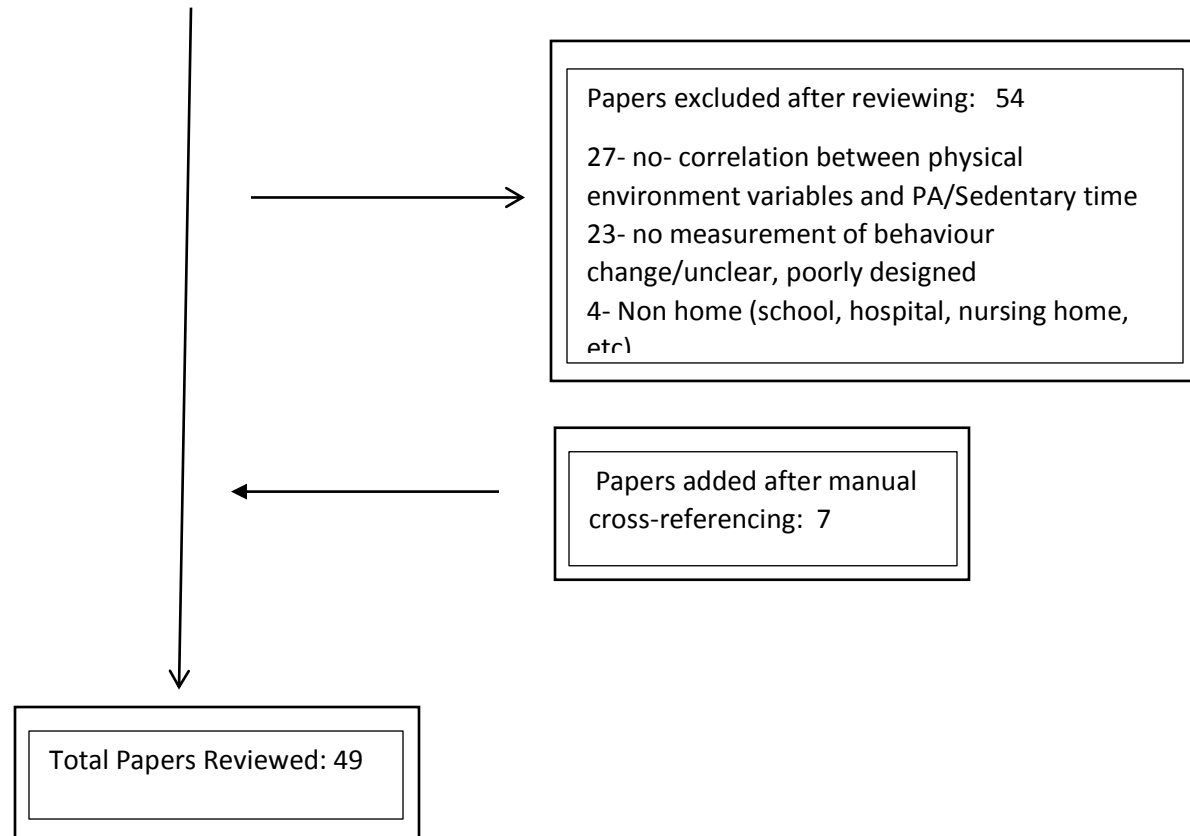 Papers excluded after reviewing:   54
27- no- correlation between physical
environment variables and PA/Sedentary time
23- no measurement of behaviour
change/unclear, poorly designed
4- Non home (school, hospital, nursing home,
etc)
Papers added after manual
cross-referencing:  7
Total Papers Reviewed: 49